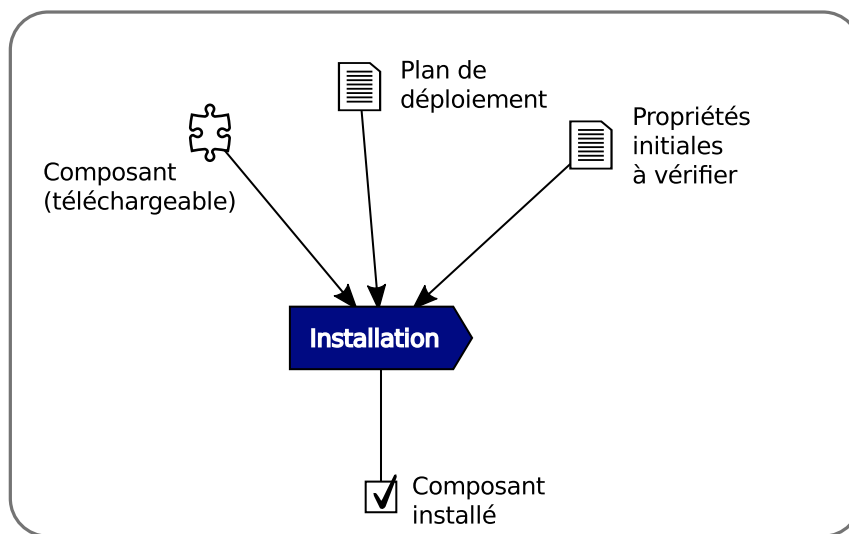 Plan de
déploiement
Propriétés
initiales
à vérifier
Composant
(téléchargeable)
Installation
Composant
installé